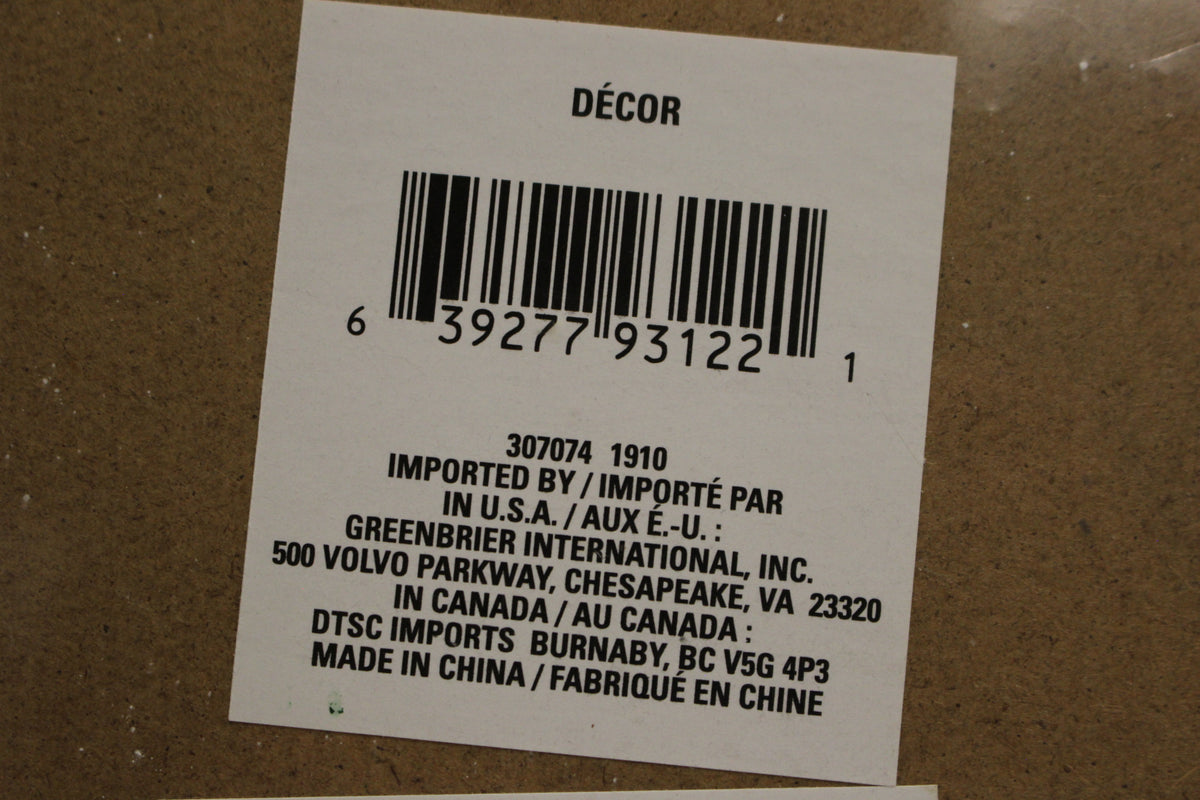 DÉCOR
6 39277 93122 1
307074 1910
IMPORTED BY / IMPORTÉ PAR
IN U.S.A. / AUX É.-U. :
GREENBRIER INTERNATIONAL, INC.
500 VOLVO PARKWAY, CHESAPEAKE, VA 23320
IN CANADA / AU CANADA :
DTSC IMPORTS BURNABY, BC V5G 4P3
MADE IN CHINA / FABRIQUÉ EN CHINE